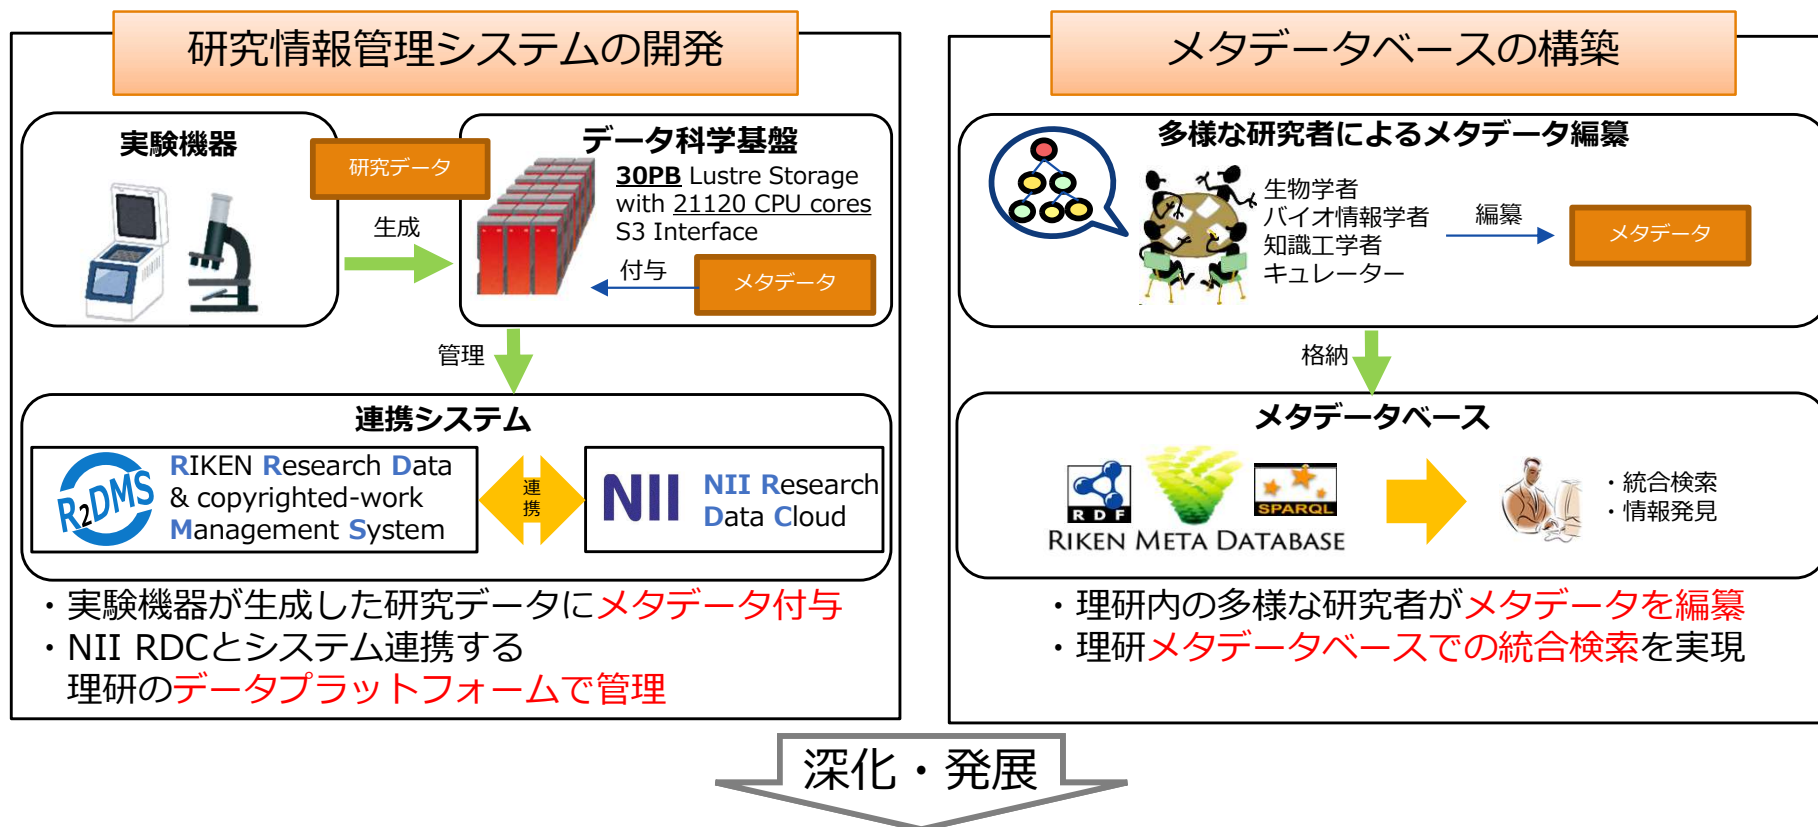 研究情報管理システムの開発
実験機器
研究データ
生成
データ科学基盤
30PB Lustre Storage
with 21120 CPU cores
S3 Interface
付与
メタデータ
管理
連携システム
R2DMS
RIKEN Research Data
& copyrighted-work
Management System
連携
NII
NII Research
Data Cloud
・実験機器が生成した研究データにメタデータ付与
・NII RDCとシステム連携する
理研のデータプラットフォームで管理
メタデータベースの構築
多様な研究者によるメタデータ編纂
生物学者
バイオ情報学者
知識工学者
キュレーター
編纂
メタデータ
格納
メタデータベース
RDF
SPARQL
RIKEN META DATABASE
・統合検索
・情報発見
・理研内の多様な研究者がメタデータを編纂
・理研メタデータベースでの統合検索を実現
深化・発展